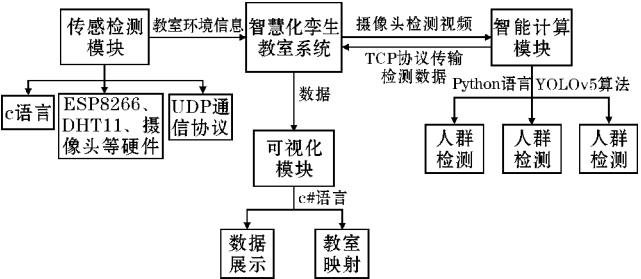 传感检测
模块
教室环境信息
智慧化孪生
教室系统
摄像头检测视频
TCP协议传输
检测数据
智能计算
模块
c语言
ESP8266、
DHT11、摄
像头等硬件
UDP通
信协议
数据
Python语言
YOLOv5算法
可视化
模块
人群
检测
人群
检测
人群
检测
c#语言
数据
展示
教室
映射